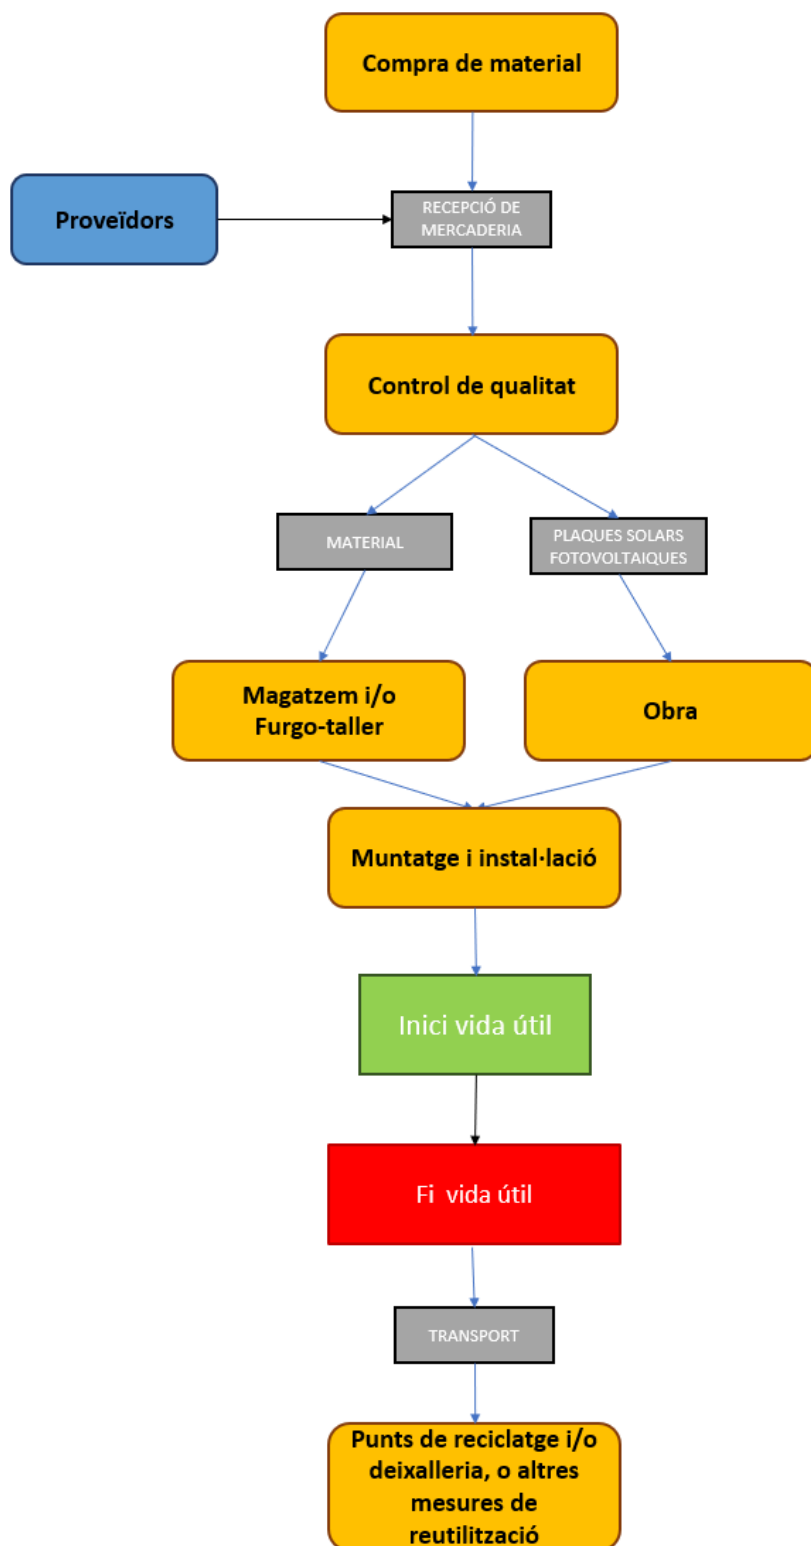 Compra de material
Proveïdors
RECEPCIÓ DE
MERCADERIA
Control de qualitat
MATERIAL
PLAQUES SOLARS
FOTOVOLTAIQUES
Magatzem i/o
Furgo-taller
Obra
Muntatge i instal·lació
Inici vida útil
Fi  vida útil
TRANSPORT
Punts de reciclatge i/o
deixalleria, o altres
mesures de
reutilització